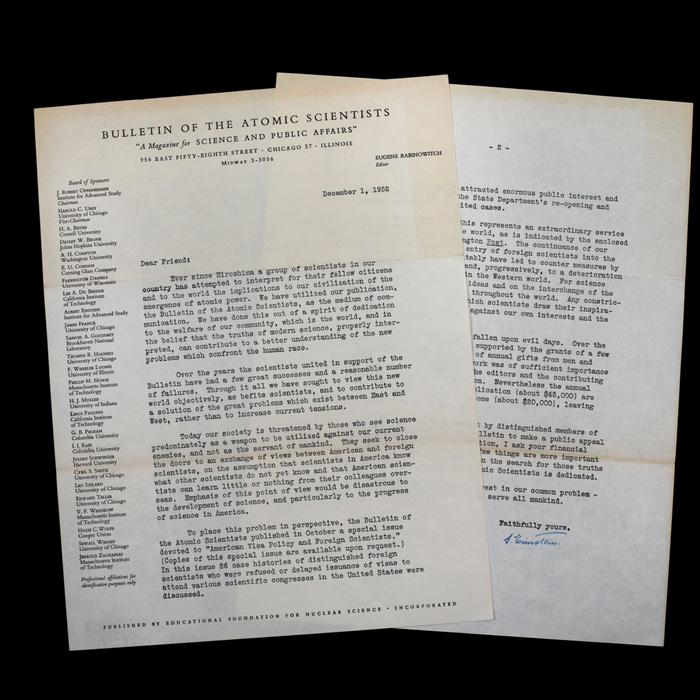 BULLETIN OF THE ATOMIC SCIENTISTS
"A Magazine for SCIENCE AND PUBLIC AFFAIRS"
956 EAST FIFTY-EIGHTH STREET · CHICAGO 37 · ILLINOIS
MIDWAY 3-3056
EUGENE RABINOWITCH
Editor
Board of Sponsors
J. ROBERT OPPENHEIMER
Institute for Advanced Study
Chairman
HAROLD C. UREY
University of Chicago
Vice-Chairman
H. A. BETHE
Cornell University
DETLEV W. BRONK
Johns Hopkins University
A. H. COMPTON
Washington University
E. U. CONDON
Corning Glass Company
FARRINGTON DANIELS
University of Wisconsin
LEE A. DU BRIDGE
California Institute
of Technology
ALBERT EINSTEIN
Institute for Advanced Study
JAMES FRANCK
University of Chicago
SAMUEL A. GOUDSMIT
Brookhaven National
Laboratory
THORFIN R. HOGNESS
University of Chicago
F. WHEELER LOOMIS
University of Illinois
PHILIP M. MORSE
Massachusetts Institute
of Technology
H. J. MULLER
University of Indiana
LINUS PAULING
California Institute
of Technology
G. B. PEGRAM
Columbia University
I. I. RABI
Columbia University
JULIAN SCHWINGER
Harvard University
CYRIL S. SMITH
University of Chicago
LEO SZILARD
University of Chicago
EDWARD TELLER
University of Chicago
V. F. WEISSKOPF
Massachusetts Institute
of Technology
HUGH C. WOLFE
Cooper Union
SEWALL WRIGHT
University of Chicago
JERROLD ZACHARIAS
Massachusetts Institute
of Technology
Professional affiliations for
identification purposes only
December 1, 1952
Dear Friend:
Ever since Hiroshima a group of scientists in our
country has attempted to interpret for their fellow citizens
and to the world the implications to our civilisation of the
emergence of atomic power. We have utilized our publication,
the Bulletin of the Atomic Scientists, as the medium of com-
munication. We have done this out of a spirit of dedication
to the welfare of our community, which is the world, and in
the belief that the truths of modern science, properly inter-
preted, can contribute to a better understanding of the new
problems which confront the human race.
Over the years the scientists united in support of the
Bulletin have had a few great successes and a reasonable number
of failures. Through it all we have sought to view this new
world objectively, as befits scientists, and to contribute to
a solution of the great problems which exist between East and
West, rather than to increase current tensions.
Today our society is threatened by those who see science
predominately as a weapon to be utilised against our current
enemies, and not as the servant of mankind. They seek to close
the doors to an exchange of views between American and foreign
scientists, on the assumption that scientists in America know
what other scientists do not yet know and that American scien-
tists can learn little or nothing from their colleagues over-
seas. Emphasis of this point of view would be disastrous to
the development of science, and particularly to the progress
of science in America.
To place this problem in perspective, the Bulletin of
the Atomic Scientists published in October a special issue
devoted to "American Visa Policy and Foreign Scientists."
(Copies of this special issue are available upon request.)
In this issue 26 case histories of distinguished foreign
scientists who were refused or delayed issuance of visas to
attend various scientific congresses in the United States were
discussed.
PUBLISHED BY EDUCATIONAL FOUNDATION FOR NUCLEAR SCIENCE · INCORPORATED
- 2 -
attracted enormous public interest and
the State Department's re-opening and
ited cases.
this represents an extraordinary service
e world, as is indicated by the enclosed
ngton Post. The continuances of our
entry of foreign scientists into the
tably have led to counter measures by
and, progressively, to a deterioration
n the Western world. For science
ideas and on the interchange of the
throughout the world. Any constric-
hich scientists draw their inspira-
against our own interests and the
fallen upon evil days. Over the
supported by the grants of a few
of annual gifts from men and
ork was of sufficient importance
he editors and the contributing
on. Nevertheless the annual
lication (about $45,000) are
ome (about $20,000), leaving
d by distinguished members of
lletin to make a public appeal
tion, I ask your financial
few things are more important
n the search for those truths
omic Scientists is dedicated.
rest in our common problem -
serve all mankind.
Faithfully yours,
A. Einstein.